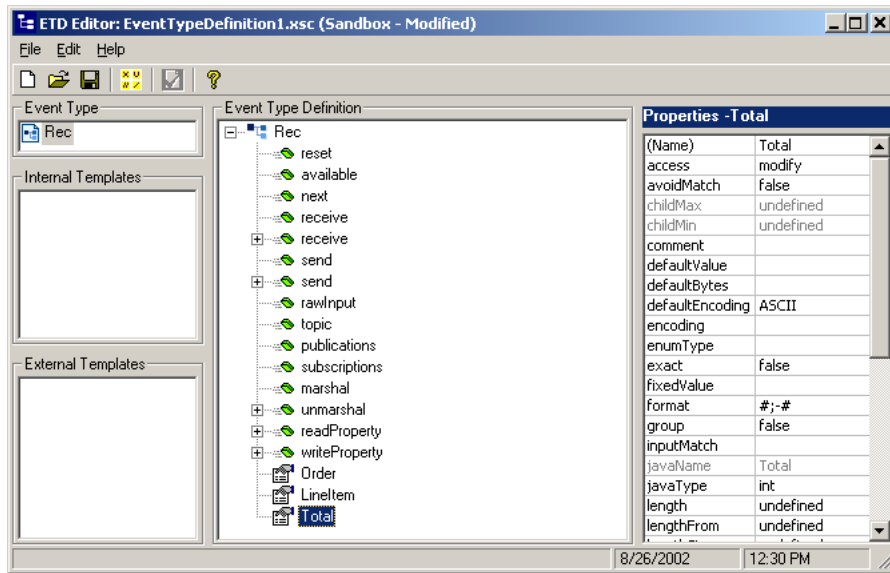 ETD Editor: EventTypeDefinition1.xsc (Sandbox - Modified)
File Edit Help
Event Type
Rec
Internal Templates
External Templates
Event Type Definition
Rec
reset
available
next
receive
receive
send
send
rawInput
topic
publications
subscriptions
marshal
unmarshal
readProperty
writeProperty
Order
LineItem
Total
Properties -Total
(Name) Total
access modify
avoidMatch false
childMax undefined
childMin undefined
comment
defaultValue
defaultBytes
defaultEncoding ASCII
encoding
enumType
exact false
fixedValue
format #;-#
group false
inputMatch
javaName Total
javaType int
length undefined
lengthFrom undefined
8/26/2002 12:30 PM